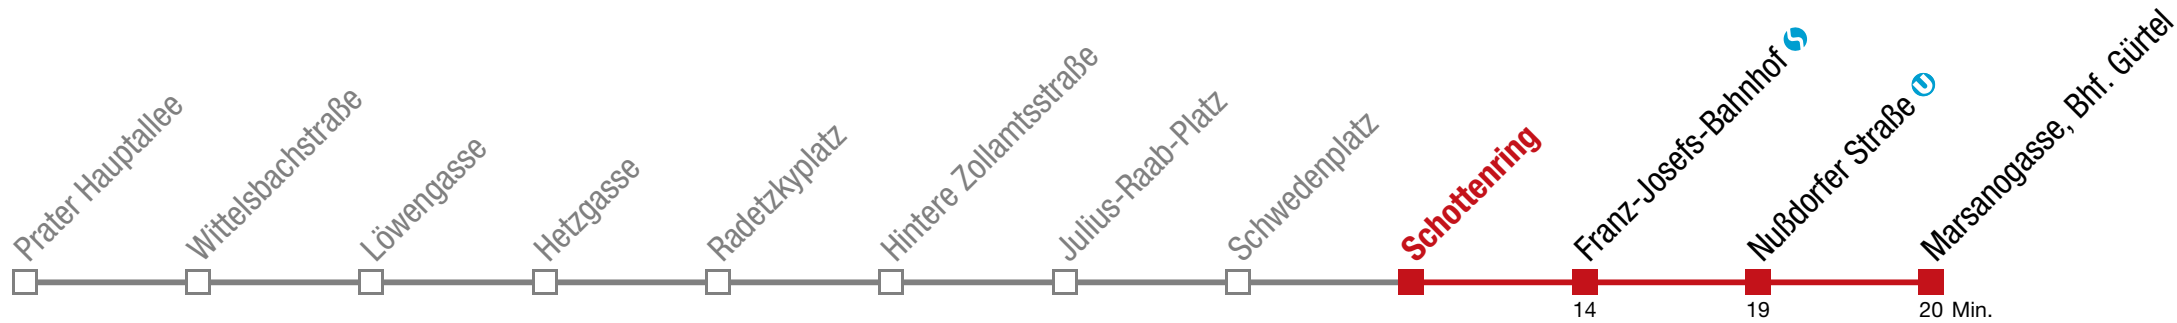 Prater Hauptallee
Wittelsbachstraße
Löwengasse
Hetzgasse
Radetzkyplatz
Hintere Zollamtsstraße
Julius-Raab-Platz
Schwedenplatz
Schottenring
Franz-Josefs-Bahnhof S
Nußdorfer Straße U
Marsanogasse, Bhf. Gürtel
14 19 20 Min.